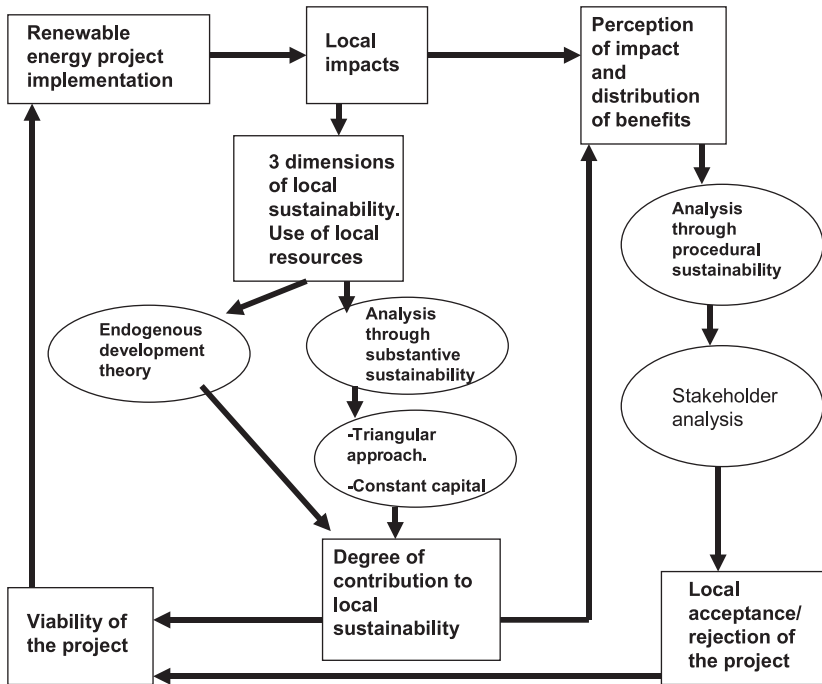 Renewable
energy project
implementation
Local
impacts
Perception
of impact
and
distribution
of benefits
3 dimensions
of local
sustainability.
Use of local
resources
Analysis
through
procedural
sustainability
Endogenous
development
theory
Analysis
through
substantive
sustainability
Stakeholder
analysis
-Triangular
approach.
-Constant capital
Degree of
contribution to
local
sustainability
Viability of
the project
Local
acceptance/
rejection of
the project